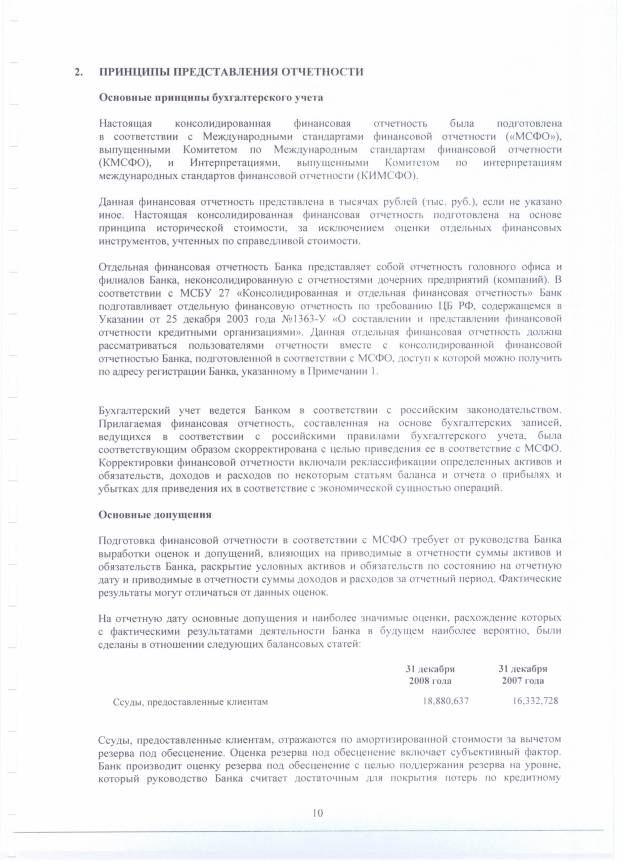 2. ПРИНЦИПЫ ПРЕДСТАВЛЕНИЯ ОТЧЕТНОСТИ
Основные принципы бухгалтерского учета
Настоящая консолидированная финансовая отчетность была подготовлена
в соответствии с Международными стандартами финансовой отчетности («МСФО»),
выпущенными Комитетом по Международным стандартам финансовой отчетности
(КМСФО), и Интерпретациями, выпущенными Комитетом по интерпретациям
международных стандартов финансовой отчетности (КИМСФО).
Данная финансовая отчетность представлена в тысячах рублей (тыс. руб.), если не указано
иное. Настоящая консолидированная финансовая отчетность подготовлена на основе
принципа исторической стоимости, за исключением оценки отдельных финансовых
инструментов, учтенных по справедливой стоимости.
Отдельная финансовая отчетность Банка представляет собой отчетность головного офиса и
филиалов Банка, неконсолидированную с отчетностями дочерних предприятий (компаний). В
соответствии с МСБУ 27 «Консолидированная и отдельная финансовая отчетность» Банк
подготавливает отдельную финансовую отчетность по требованию ЦБ РФ, содержащемся в
Указании от 25 декабря 2003 года №1363-У «О составлении и представлении финансовой
отчетности кредитными организациями». Данная отдельная финансовая отчетность должна
рассматриваться пользователями отчетности вместе с консолидированной финансовой
отчетностью Банка, подготовленной в соответствии с МСФО, доступ к которой можно получить
по адресу регистрации Банка, указанному в Примечании 1.
Бухгалтерский учет ведется Банком в соответствии с российским законодательством.
Прилагаемая финансовая отчетность, составленная на основе бухгалтерских записей,
ведущихся в соответствии с российскими правилами бухгалтерского учета, была
соответствующим образом скорректирована с целью приведения ее в соответствие с МСФО.
Корректировки финансовой отчетности включали реклассификации определенных активов и
обязательств, доходов и расходов по некоторым статьям баланса и отчета о прибылях и
убытках для приведения их в соответствие с экономической сущностью операций.
Основные допущения
Подготовка финансовой отчетности в соответствии с МСФО требует от руководства Банка
выработки оценок и допущений, влияющих на приводимые в отчетности суммы активов и
обязательств Банка, раскрытие условных активов и обязательств по состоянию на отчетную
дату и приводимые в отчетности суммы доходов и расходов за отчетный период. Фактические
результаты могут отличаться от данных оценок.
На отчетную дату основные допущения и наиболее значимые оценки, расхождение которых
с фактическими результатами деятельности Банка в будущем наиболее вероятно, были
сделаны в отношении следующих балансовых статей:
31 декабря 31 декабря
2008 года 2007 года
Ссуды, предоставленные клиентам 18,880,637 16,332,728
Ссуды, предоставленные клиентам, отражаются по амортизированной стоимости за вычетом
резерва под обесценение. Оценка резерва под обесценение включает субъективный фактор.
Банк производит оценку резерва под обесценение с целью поддержания резерва на уровне,
который руководство Банка считает достаточным для покрытия потерь по кредитному
10